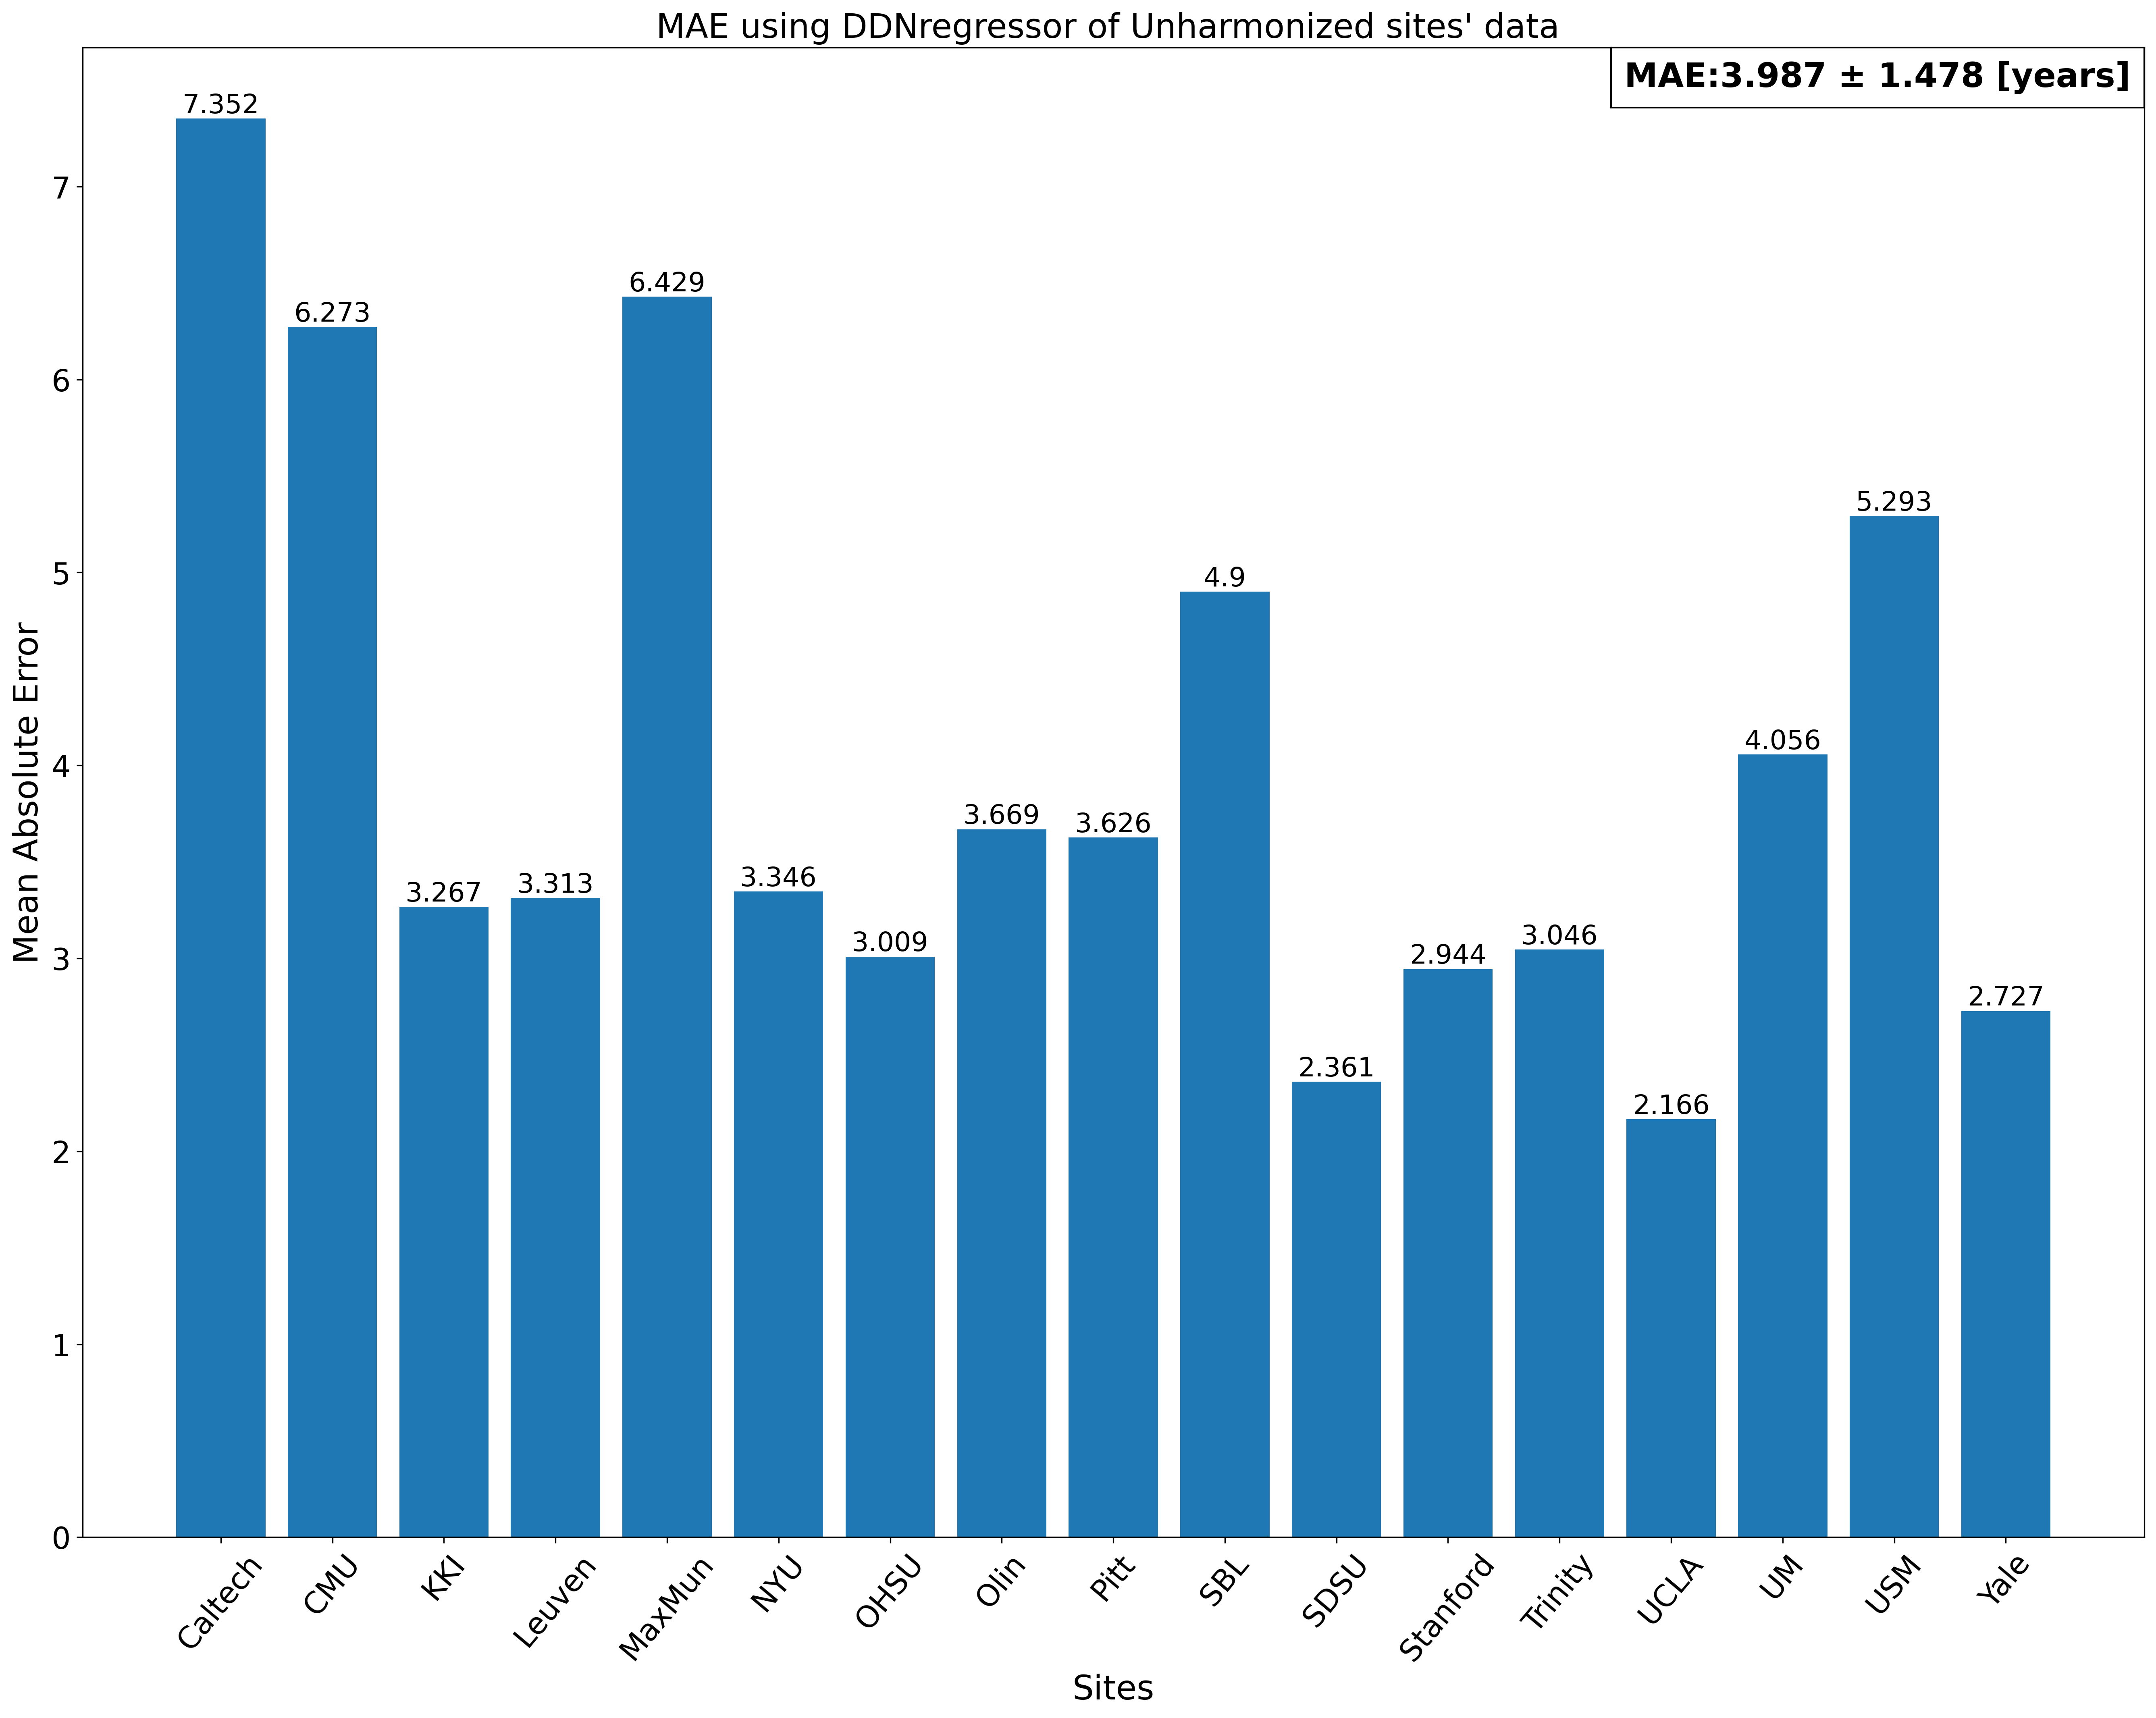 MAE using DDNregressor of Unharmonized sites' data
MAE:3.987 ± 1.478 [years]
7.352
6.273
3.267
3.313
6.429
3.346
3.009
3.669
3.626
4.9
2.361
2.944
3.046
2.166
4.056
5.293
2.727
Mean Absolute Error
7
6
5
4
3
2
1
0
Caltech
CMU
KKI
Leuven
MaxMun
NYU
OHSU
Olin
Pitt
SBL
SDSU
Stanford
Trinity
UCLA
UM
USM
Yale
Sites